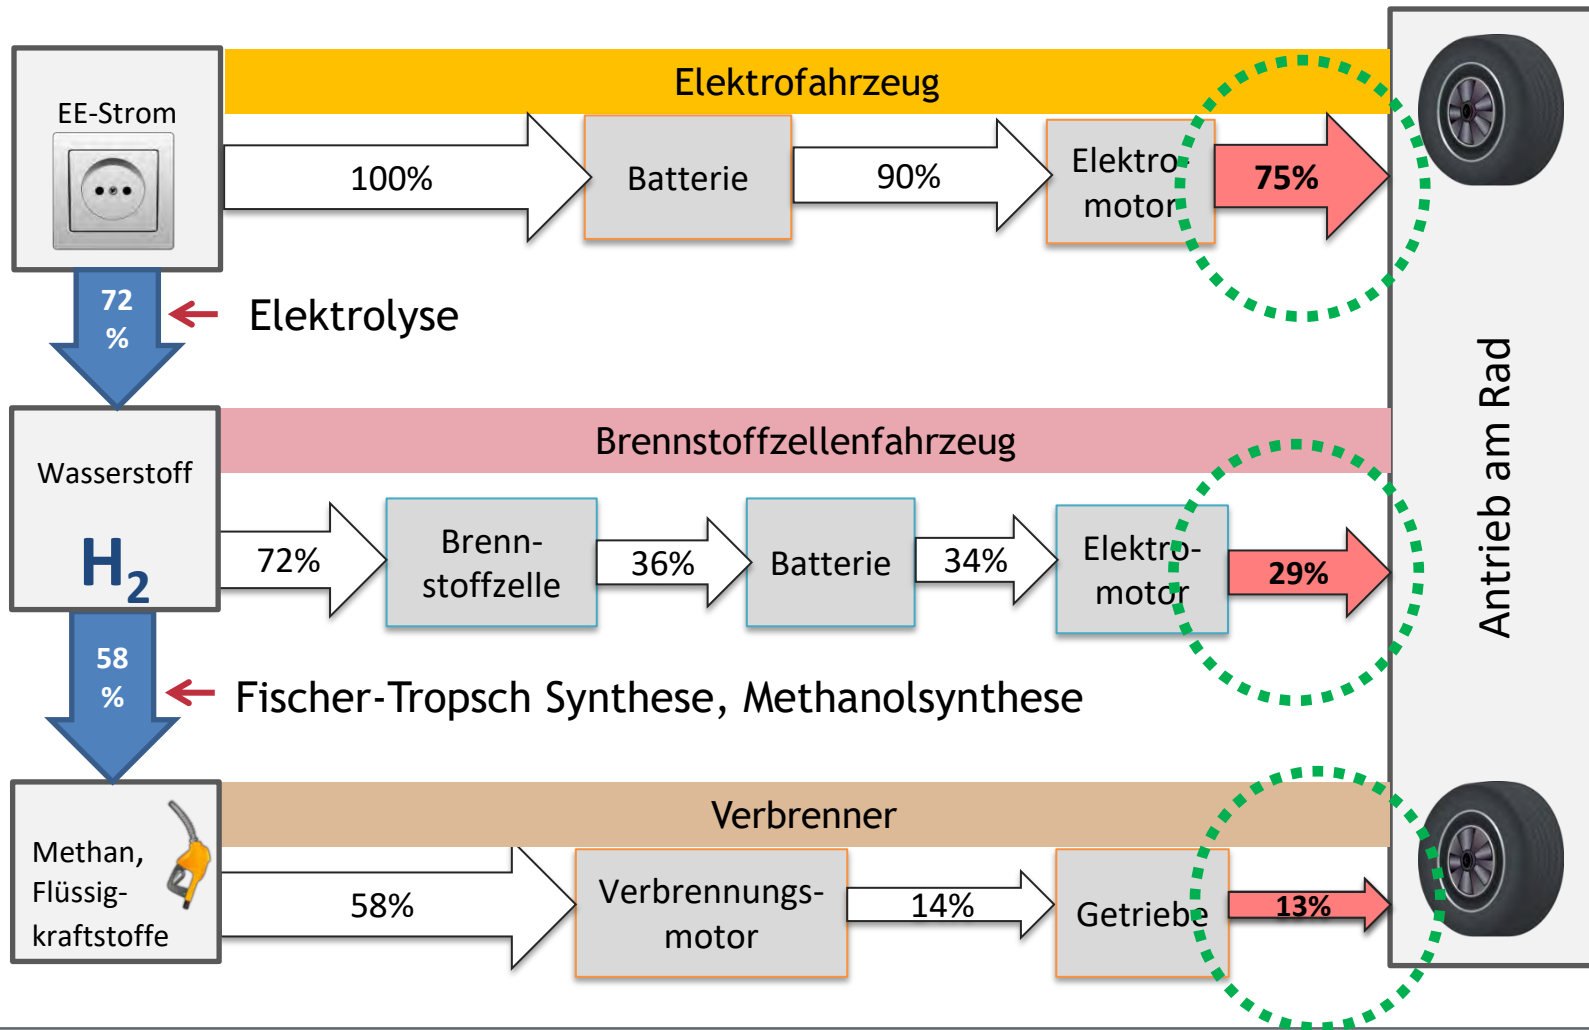 Elektrofahrzeug
EE-Strom
100%
Batterie
90%
Elektro-
motor
75%
72
%
Elektrolyse
Antrieb am Rad
Brennstoffzellenfahrzeug
Wasserstoff
H2
72%
Brenn-
stoffzelle
36%
Batterie
34%
Elektro-
motor
29%
58
%
Fischer-Tropsch Synthese, Methanolsynthese
Verbrenner
Methan,
Flüssig-
kraftstoffe
58%
Verbrennungs-
motor
14%
Getriebe
13%